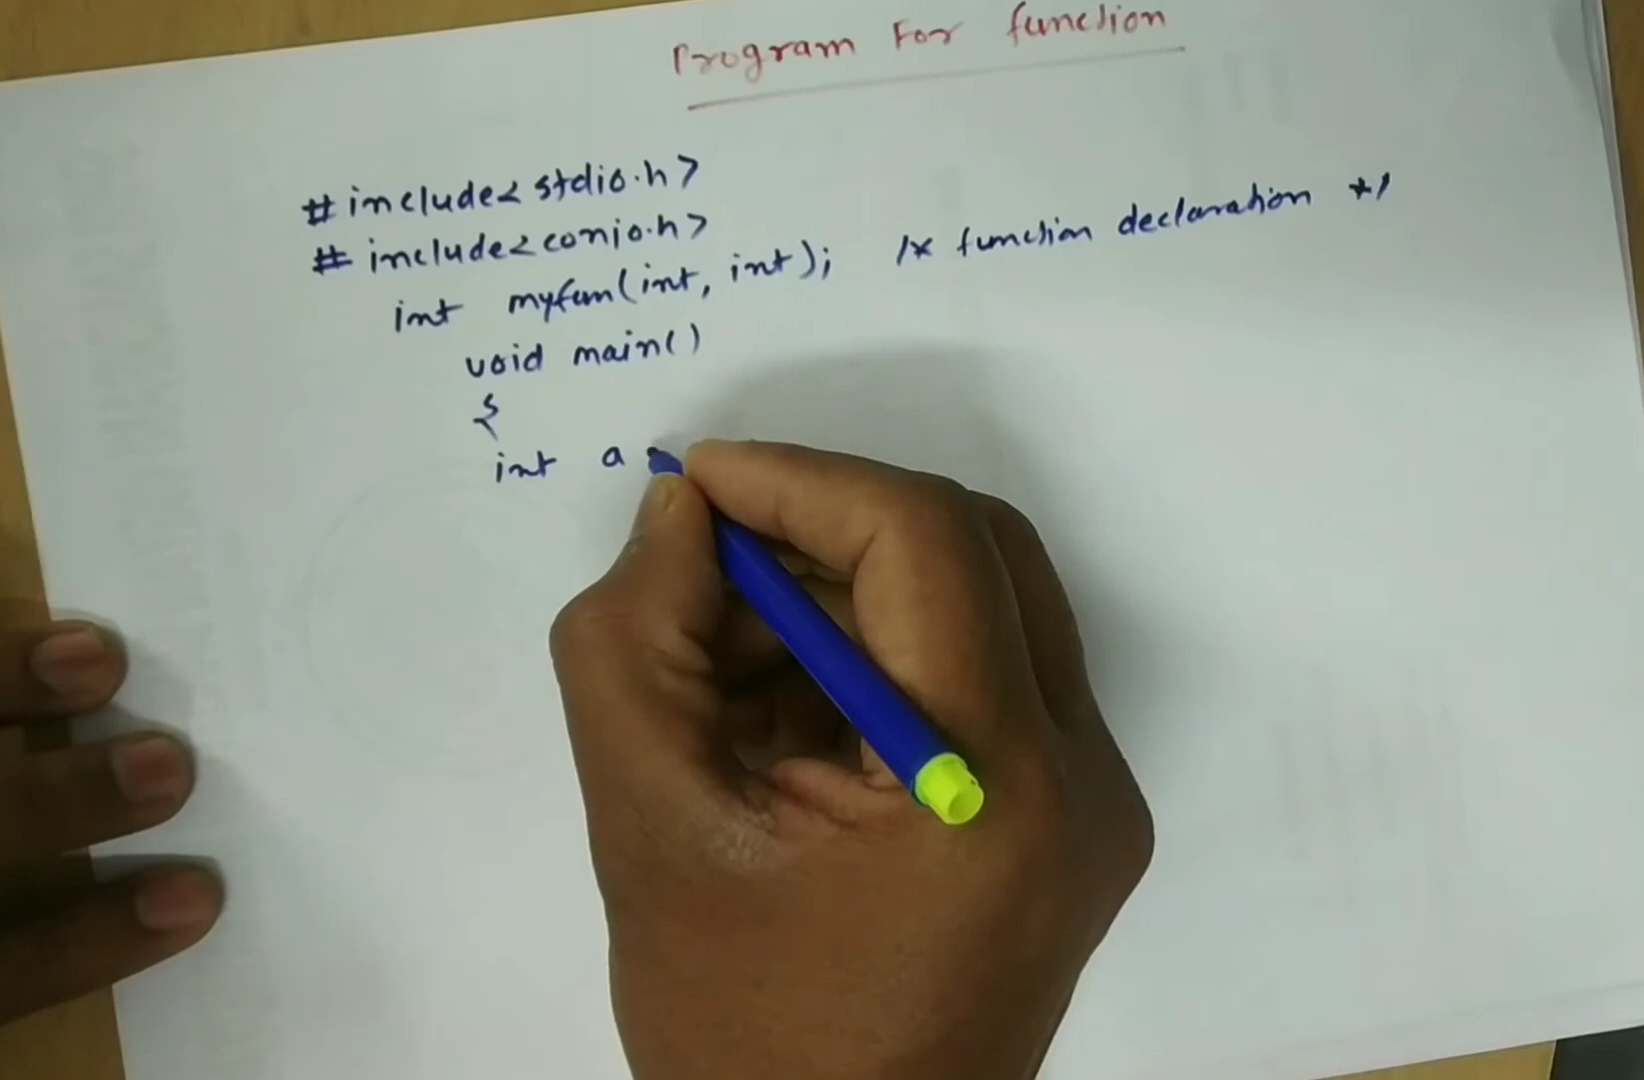 Program For function
#include<stdio.h>
#include<conio.h>
int myfun(int, int); /* function declaration */
void main()
{
int a